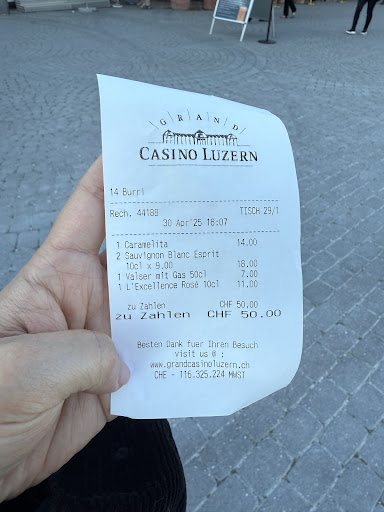 GRAND
CASINO LUZERN
14 Burri
Rech. 44188 TISCH 29/1
30 Apr'25 18:07
1 Caramelita 14.00
2 Sauvignon Blanc Esprit
10cl x 9.00 18.00
1 Valser mit Gas 50cl 7.00
1 L'Excellence Rosé 10cl 11.00
zu Zahlen CHF 50.00
zu Zahlen CHF 50.00
Besten Dank fuer Ihren Besuch
visit us @ :
www.grandcasinoluzern.ch
CHE - 116.325.224 MWST